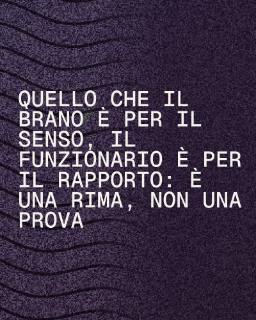 QUELLO CHE IL
BRANO È PER IL
SENSO, IL
FUNZIONARIO È PER
IL RAPPORTO: È
UNA RIMA, NON UNA
PROVA